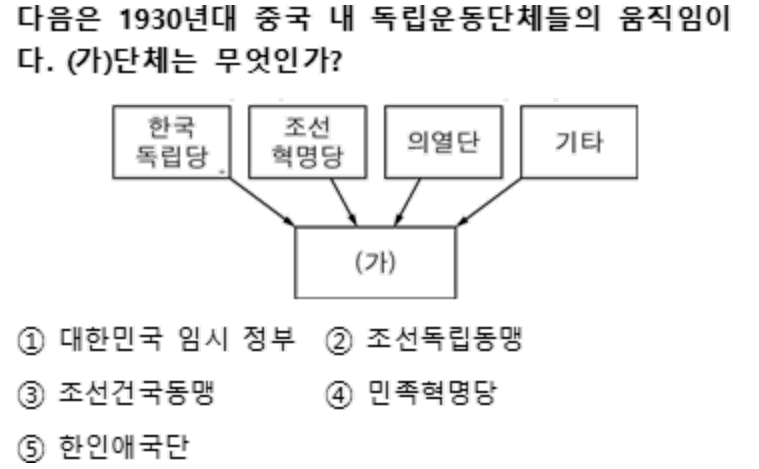 다음은 1930년대 중국 내 독립운동단체들의 움직임이
다. (가)단체는 무엇인가?
한국
독립당
조선
혁명당
의열단
기타
(가)
① 대한민국 임시 정부 ② 조선독립동맹
③ 조선건국동맹 ④ 민족혁명당
⑤ 한인애국단